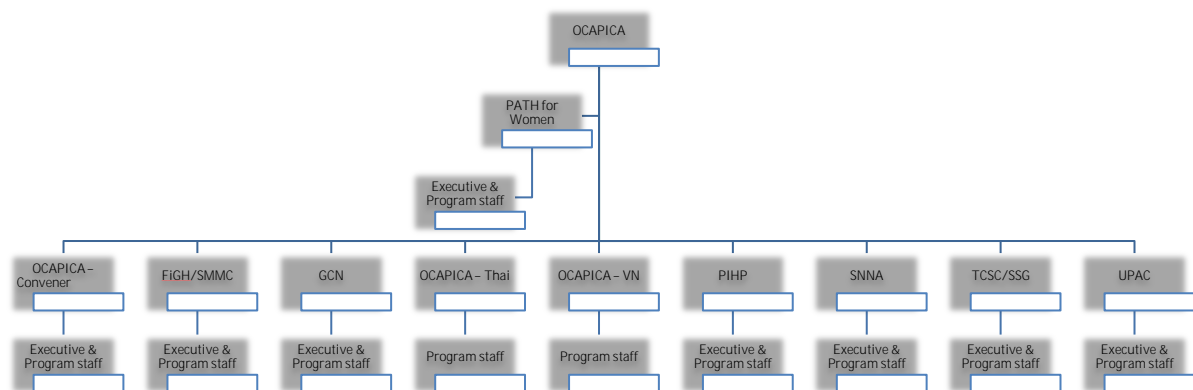 OCAPICA
PATH for
Women
Executive &
Program staff
OCAPICA –
Convener
FiGH/SMMC
GCN
OCAPICA – Thai
OCAPICA – VN
PIHP
SNNA
TCSC/SSG
UPAC
Executive &
Program staff
Executive &
Program staff
Executive &
Program staff
Program staff
Program staff
Executive &
Program staff
Executive &
Program staff
Executive &
Program staff
Executive &
Program staff